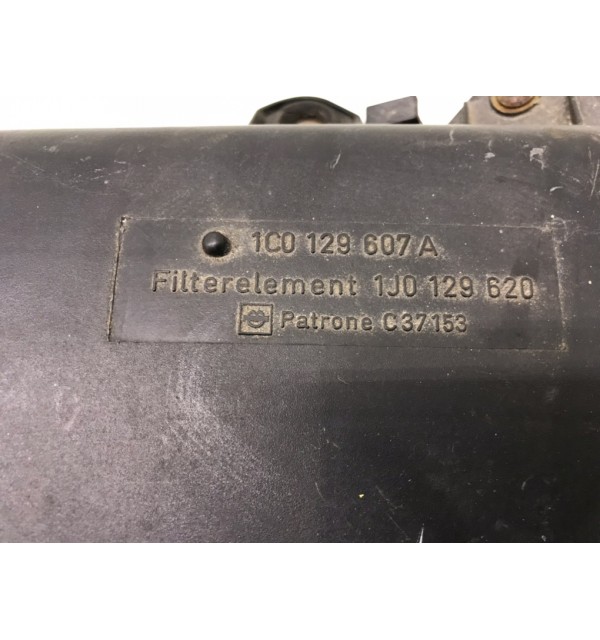 1C0 129 607 A
Filterelement 1J0 129 620
Patrone C37153